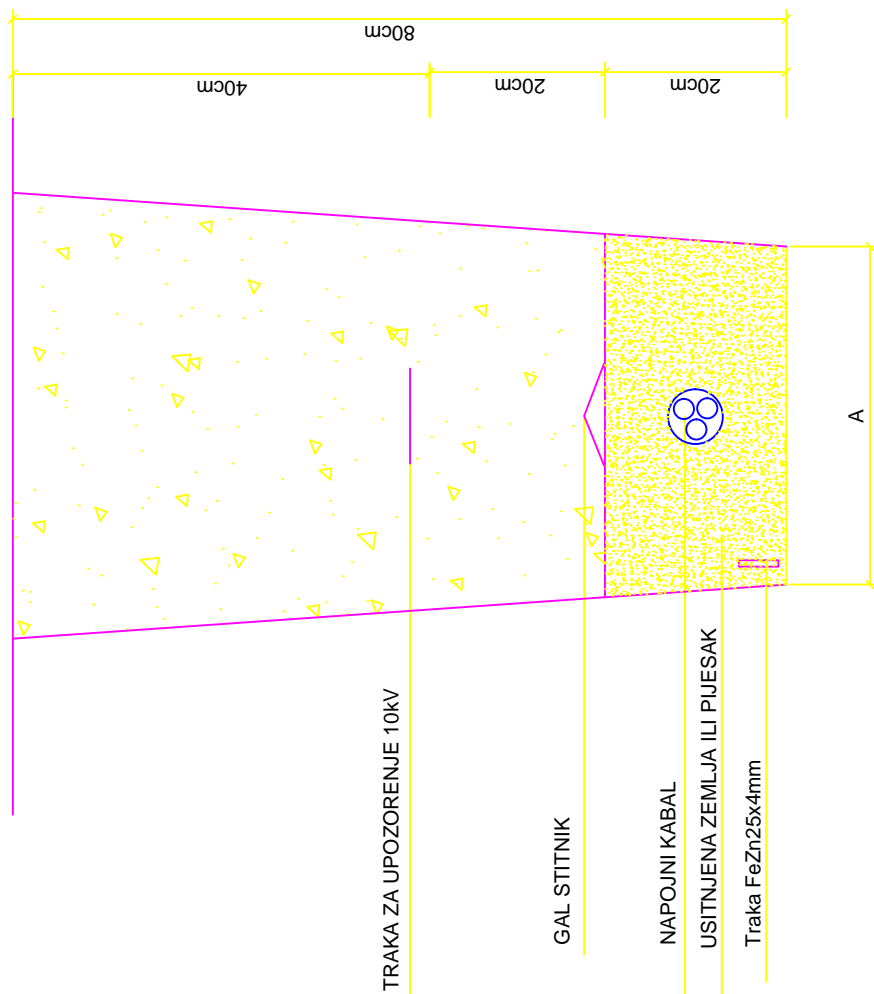 80cm
40cm
20cm
20cm
A
TRAKA ZA UPOZORENJE 10kV
GAL STITNIK
NAPOJNI KABAL
USITNJENA ZEMLJA ILI PIJESAK
Traka FeZn25x4mm